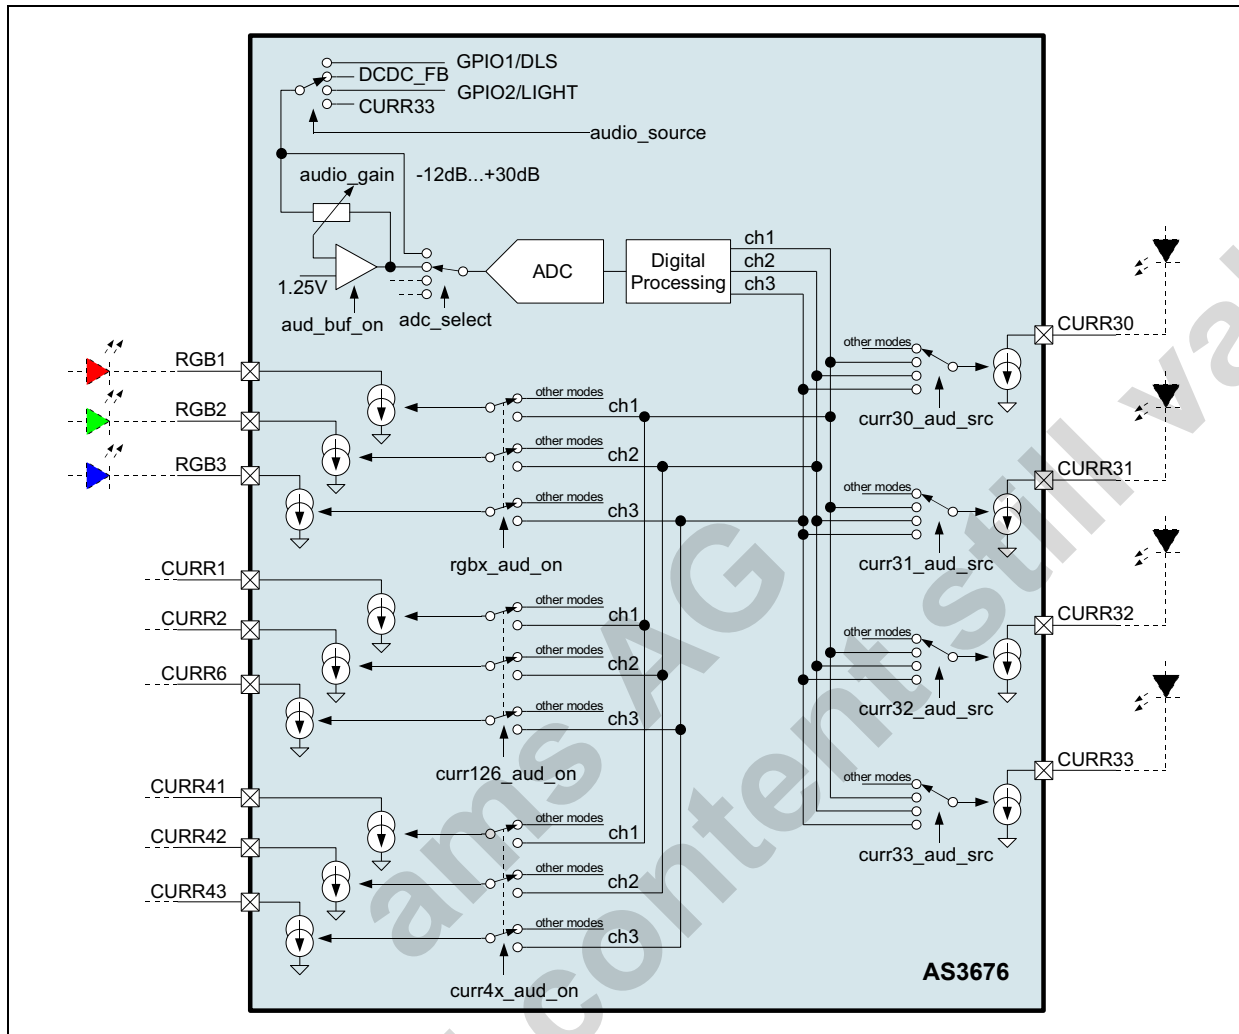 GPIO1/DLS
DCDC_FB
GPIO2/LIGHT
CURR33
audio_source
audio_gain
-12dB...+30dB
1.25V
aud_buf_on
adc_select
ADC
Digital
Processing
ch1
ch2
ch3
RGB1
RGB2
RGB3
other modes
ch1
other modes
ch2
other modes
ch3
rgbx_aud_on
CURR1
CURR2
CURR6
other modes
ch1
other modes
ch2
other modes
ch3
curr126_aud_on
CURR41
CURR42
CURR43
other modes
ch1
other modes
ch2
other modes
ch3
curr4x_aud_on
other modes
curr30_aud_src
CURR30
other modes
curr31_aud_src
CURR31
other modes
curr32_aud_src
CURR32
other modes
curr33_aud_src
CURR33
AS3676
ams AG
content still